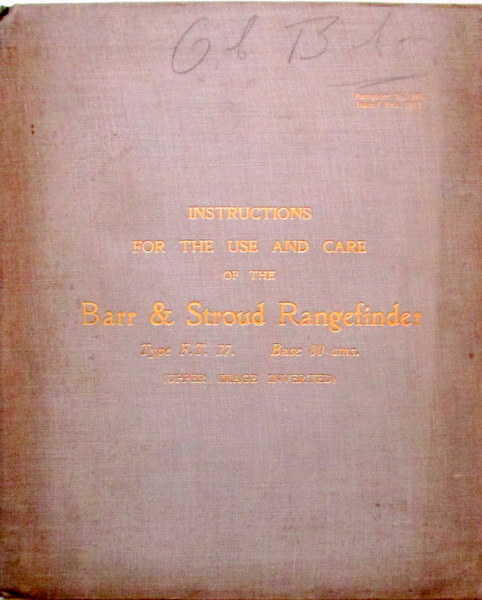 INSTRUCTIONS
FOR THE USE AND CARE
OF THE
Barr & Stroud Rangefinder
Type F.T. 27. Base 80 cms.
(UPPER IMAGE INVERTED)